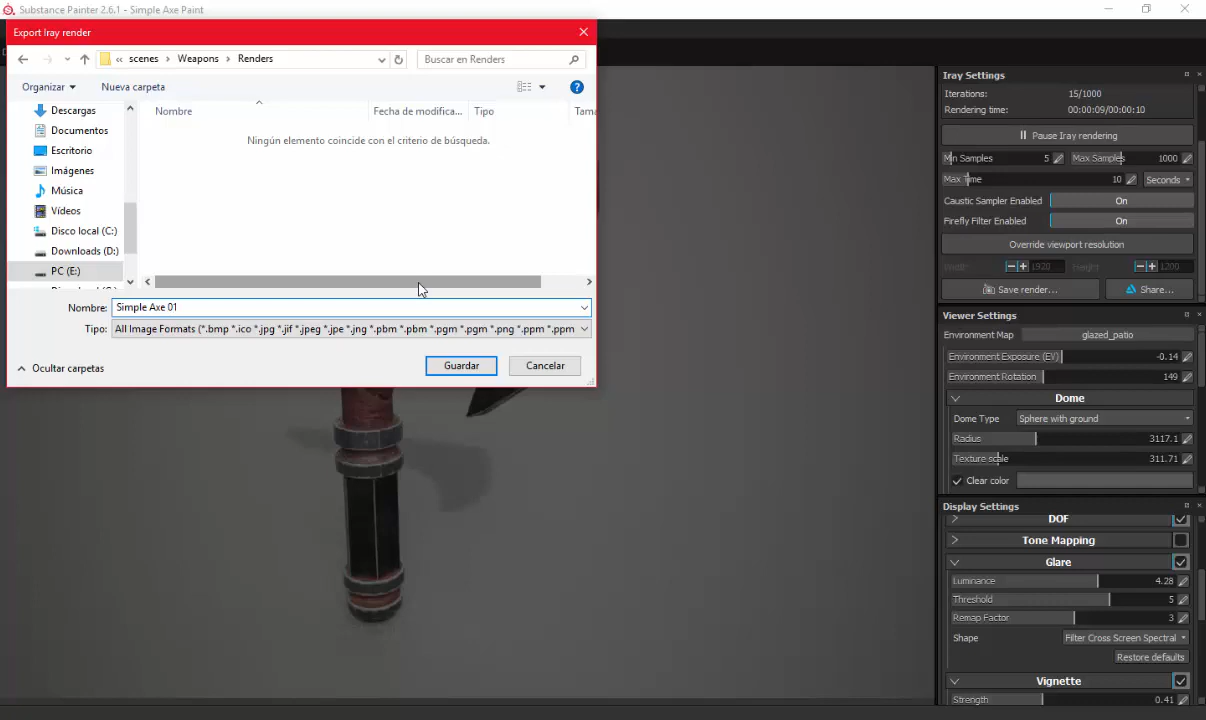 Substance Painter 2.6.1 - Simple Axe Paint
Export Iray render
« scenes > Weapons > Renders
Buscar en Renders
Organizar
Nueva carpeta
Nombre
Fecha de modifica...
Tipo
Tama
Ningún elemento coincide con el criterio de búsqueda.
Descargas
Documentos
Escritorio
Imágenes
Música
Vídeos
Disco local (C:)
Downloads (D:)
PC (E:)
Nombre: Simple Axe 01
Tipo: All Image Formats (*.bmp *.ico *.jpg *.jif *.jpeg *.jpe *.jng *.pbm *.pbm *.pgm *.pgm *.png *.ppm *.ppm
Ocultar carpetas
Guardar
Cancelar
Iray Settings
Iterations: 15/1000
Rendering time: 00:00:09/00:00:10
Pause Iray rendering
Min Samples 5
Max Samples 1000
Max Time 10 Seconds
Caustic Sampler Enabled On
Firefly Filter Enabled On
Override viewport resolution
Width: 1920 Height: 1200
Save render...
Share...
Viewer Settings
Environment Map glazed_patio
Environment Exposure (EV) -0.14
Environment Rotation 149
Dome
Dome Type Sphere with ground
Radius 3117.1
Texture scale 311.71
Clear color
Display Settings
DOF
Tone Mapping
Glare
Luminance 4.28
Threshold 5
Remap Factor 3
Shape Filter Cross Screen Spectral
Restore defaults
Vignette
Strength 0.41